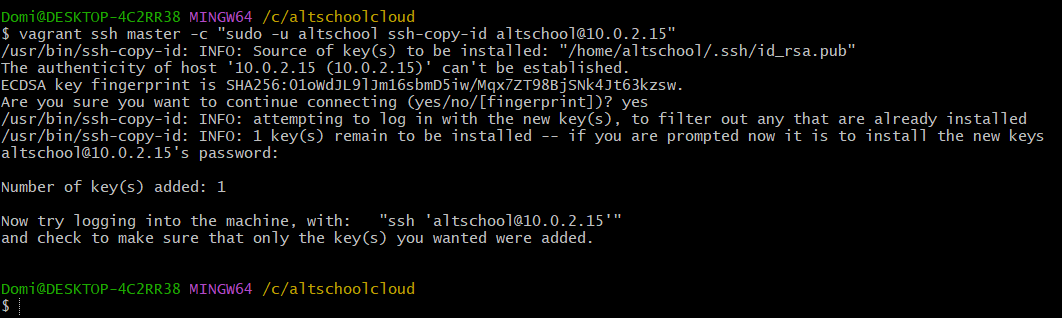 Domi@DESKTOP-4C2RR38 MINGW64 /c/altschoolcloud
$ vagrant ssh master -c "sudo -u altschool ssh-copy-id altschool@10.0.2.15"
/usr/bin/ssh-copy-id: INFO: Source of key(s) to be installed: "/home/altschool/.ssh/id_rsa.pub"
The authenticity of host '10.0.2.15 (10.0.2.15)' can't be established.
ECDSA key fingerprint is SHA256:O1oWdJL9lJm16sbmD5iw/Mqx7ZT98BjSNk4Jt63kzsw.
Are you sure you want to continue connecting (yes/no/[fingerprint])? yes
/usr/bin/ssh-copy-id: INFO: attempting to log in with the new key(s), to filter out any that are already installed
/usr/bin/ssh-copy-id: INFO: 1 key(s) remain to be installed -- if you are prompted now it is to install the new keys
altschool@10.0.2.15's password:
Number of key(s) added: 1
Now try logging into the machine, with:   "ssh 'altschool@10.0.2.15'"
and check to make sure that only the key(s) you wanted were added.
Domi@DESKTOP-4C2RR38 MINGW64 /c/altschoolcloud
$